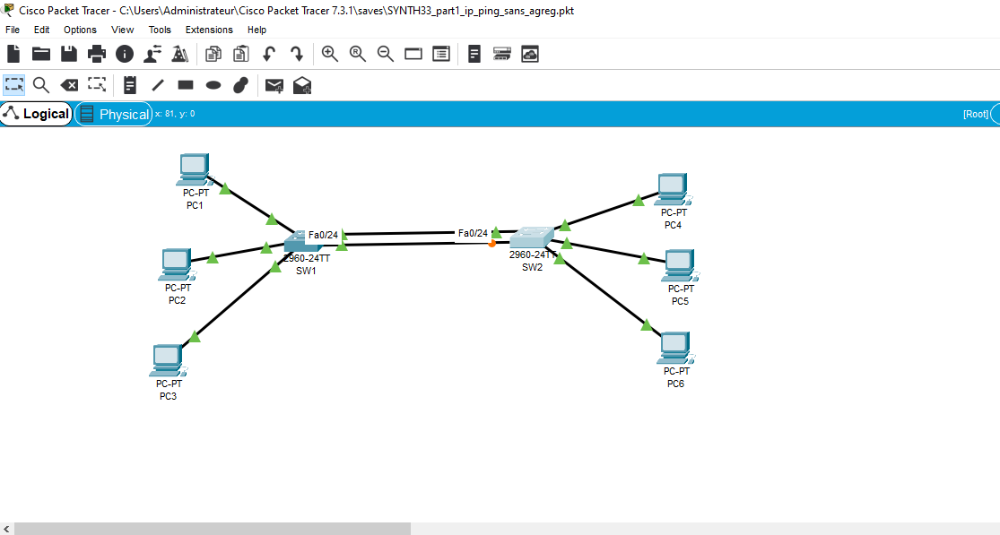 Cisco Packet Tracer - C:\Users\Administrateur\Cisco Packet Tracer 7.3.1\saves\SYNTH33_part1_ip_ping_sans_agreg.pkt
File Edit Options View Tools Extensions Help
Logical Physical x: 81, y: 0 [Root]
PC-PT
PC1
PC-PT
PC4
Fa0/24 Fa0/24
2960-24TT
SW1
2960-24TT
SW2
PC-PT
PC2
PC-PT
PC5
PC-PT
PC3
PC-PT
PC6